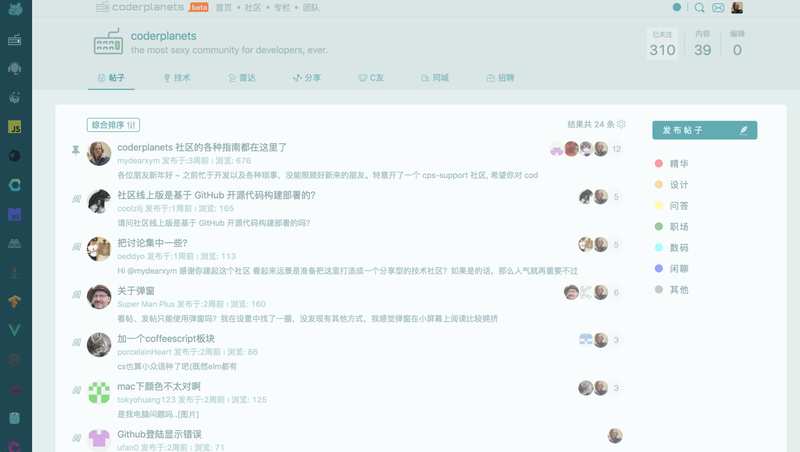 coderplanets beta 首页 • 社区 • 专栏 • 团队
coderplanets
the most sexy community for developers, ever.
已关注 内容 编辑
310 39 0
帖子 技术 雷达 分享 C友 同城 招聘
综合排序
结果共 24 条
发布帖子
coderplanets 社区的各种指南都在这里了
12
mydearxym 发布于:3周前 | 浏览: 676
各位朋友新年好 ~ 之前忙于开发以及各种琐事，没能照顾好新来的朋友。特意开了一个 cps-support 社区, 希望你对 cod
社区线上版是基于 GitHub 开源代码构建部署的?
5
coolzilj 发布于:1周前 | 浏览: 165
请问社区线上版是基于 GitHub 开源代码构建部署的吗?
把讨论集中一些?
5
oeddyo 发布于:1周前 | 浏览: 113
Hi @mydearxym 感谢你建起这个社区 看起来远景是准备把这里打造成一个分享型的技术社区? 如果是的话，那么人气就再重要不过
关于弹窗
6
Super Man Plus 发布于:2周前 | 浏览: 160
看帖、发帖只能使用弹窗吗? 我在设置中找了一圈，没发现有其他方式，我感觉弹窗在小屏幕上阅读比较拥挤
加一个coffeescript板块
3
porcelainHeart 发布于:2周前 | 浏览: 86
cs也算小众语种了吧(既然elm都有
mac下颜色不太对啊
3
tokyohuang123 发布于:2周前 | 浏览: 125
是我电脑问题吗..[图片]
Github登陆显示错误
ufan0 发布于:2周前 | 浏览: 71
精华
设计
问答
职场
数码
闲聊
其他
JS